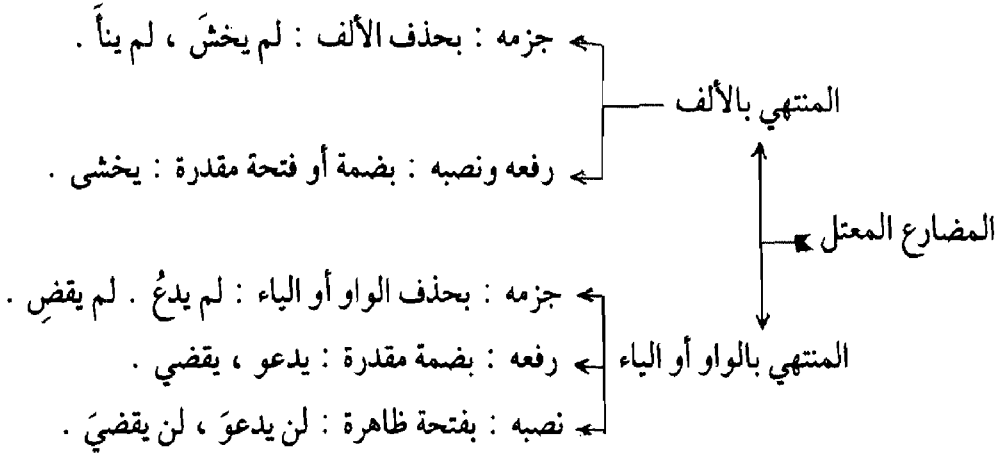 جزمه : بحذف الألف : لم يخشَ ، لم ينأَ .
المنتهي بالألف
رفعه ونصبه : بضمة أو فتحة مقدرة : يخشى .
المضارع المعتل
جزمه : بحذف الواو أو الياء : لم يدعُ . لم يقضِ .
المنتهي بالواو أو الياء
رفعه : بضمة مقدرة : يدعو ، يقضي .
نصبه : بفتحة ظاهرة : لن يدعوَ ، لن يقضيَ .